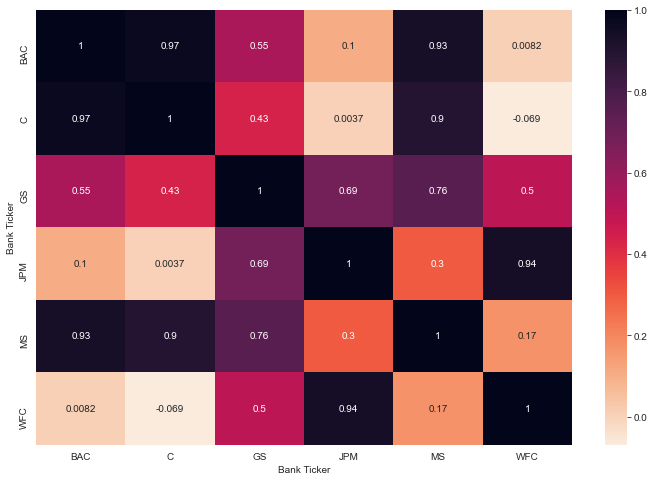 BAC 1 0.97 0.55 0.1 0.93 0.0082
C 0.97 1 0.43 0.0037 0.9 -0.069
GS 0.55 0.43 1 0.69 0.76 0.5
JPM 0.1 0.0037 0.69 1 0.3 0.94
MS 0.93 0.9 0.76 0.3 1 0.17
WFC 0.0082 -0.069 0.5 0.94 0.17 1
Bank Ticker
BAC C GS JPM MS WFC
Bank Ticker
1.0
0.8
0.6
0.4
0.2
0.0